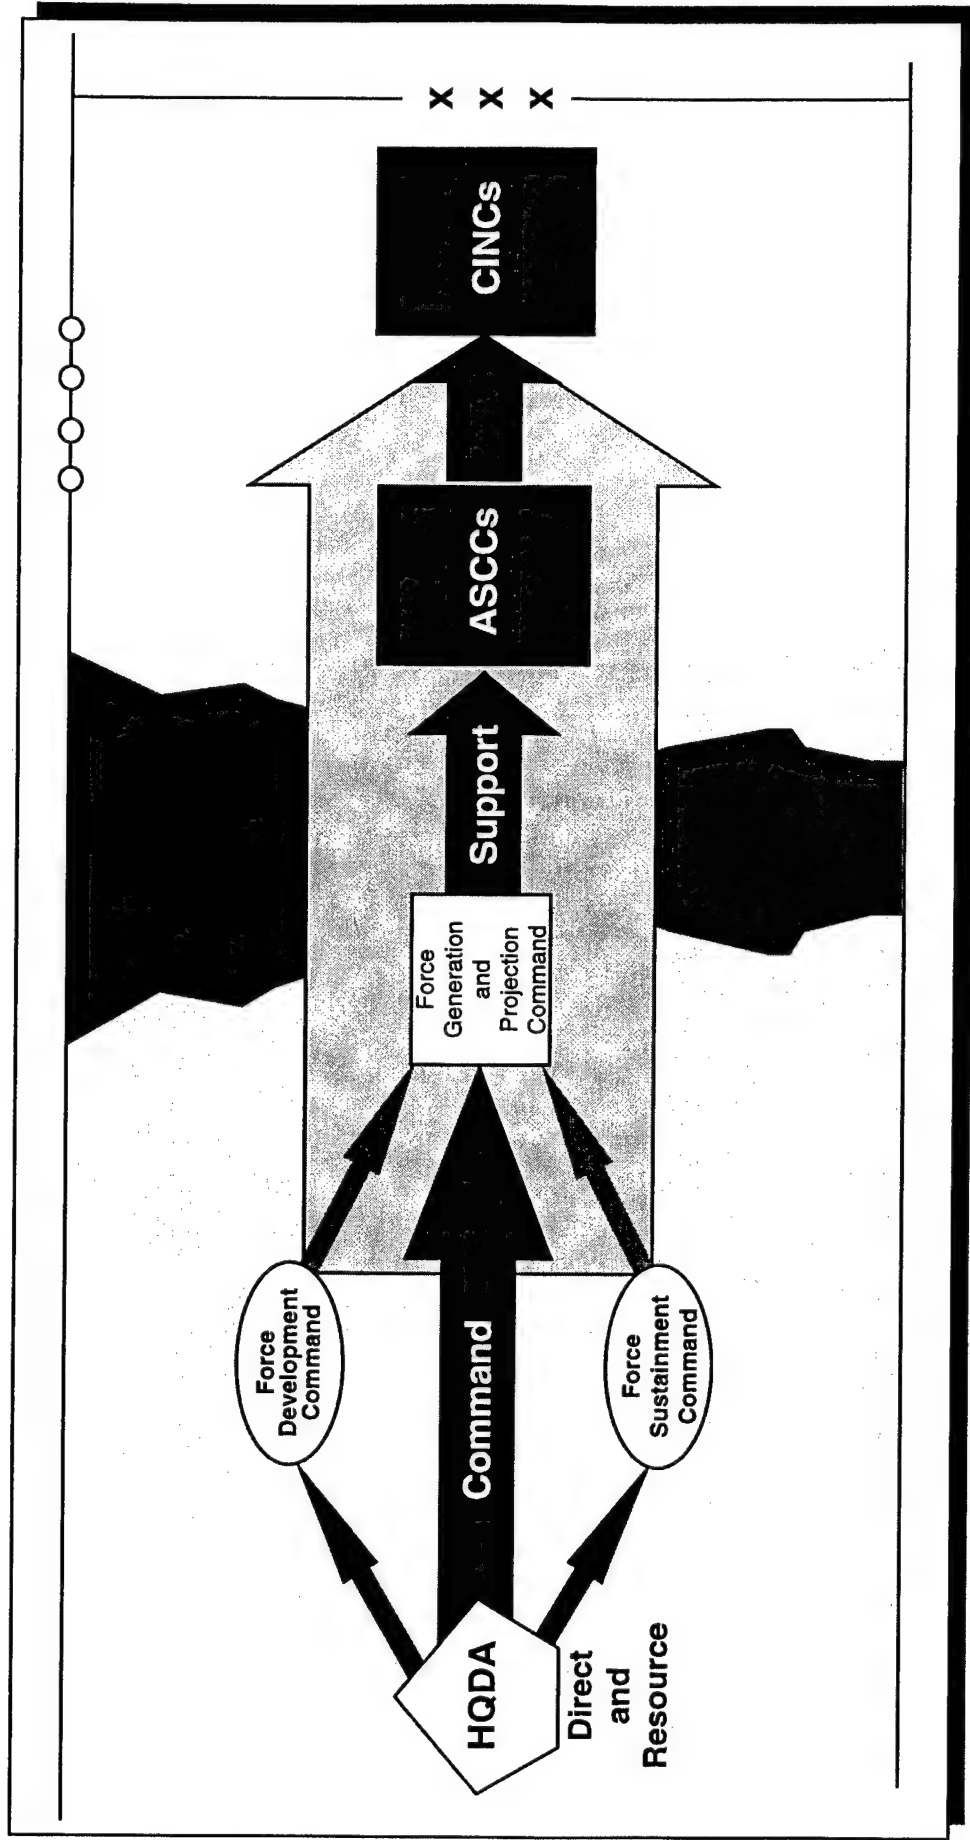 HQDA
Direct
and
Resource
Force
Development
Command
Command
Force
Sustainment
Command
Force
Generation
and
Projection
Command
Support
ASCCs
CINCs
X X X